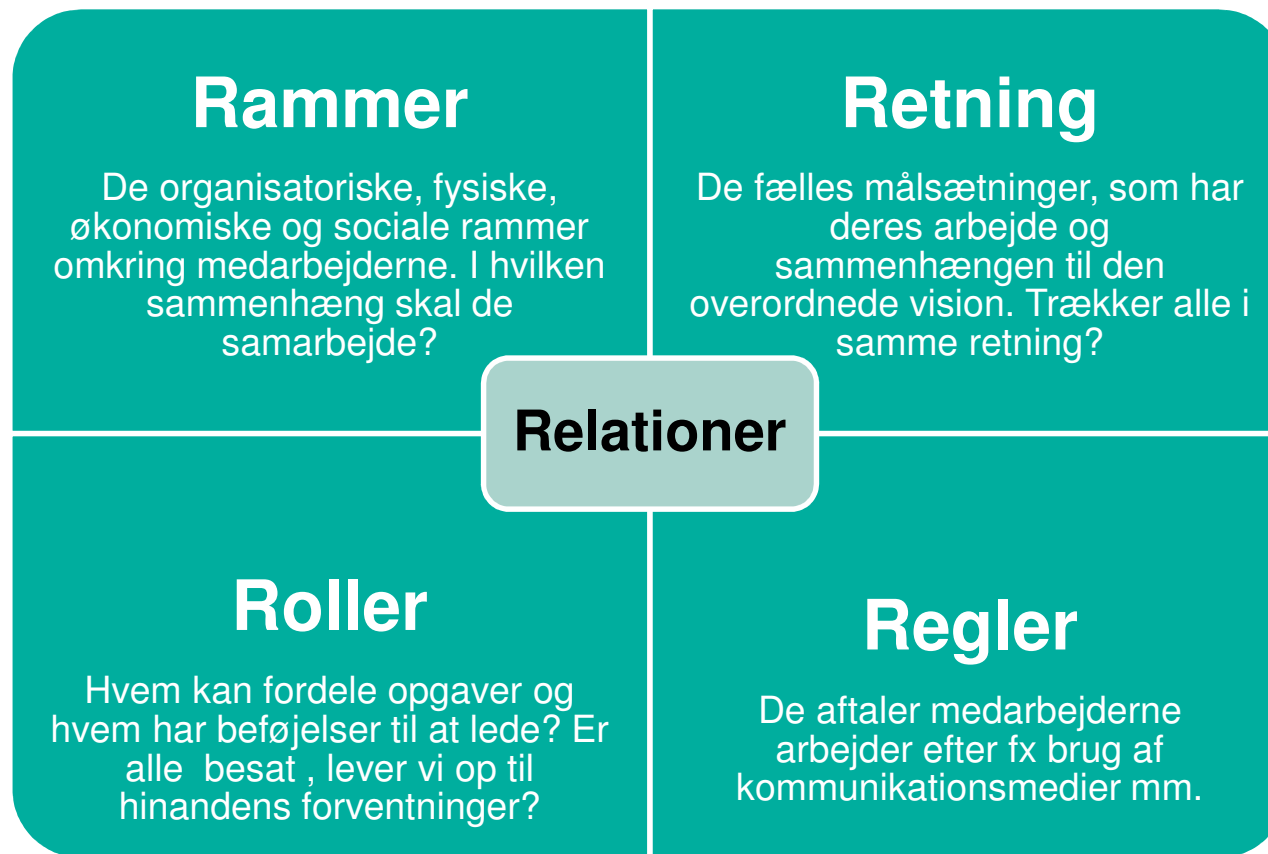 Rammer
De organisatoriske, fysiske,
økonomiske og sociale rammer
omkring medarbejderne. I hvilken
sammenhæng skal de
samarbejde?
Retning
De fælles målsætninger, som har
deres arbejde og
sammenhængen til den
overordnede vision. Trækker alle i
samme retning?
Relationer
Roller
Hvem kan fordele opgaver og
hvem har beføjelser til at lede? Er
alle  besat , lever vi op til
hinandens forventninger?
Regler
De aftaler medarbejderne
arbejder efter fx brug af
kommunikationsmedier mm.